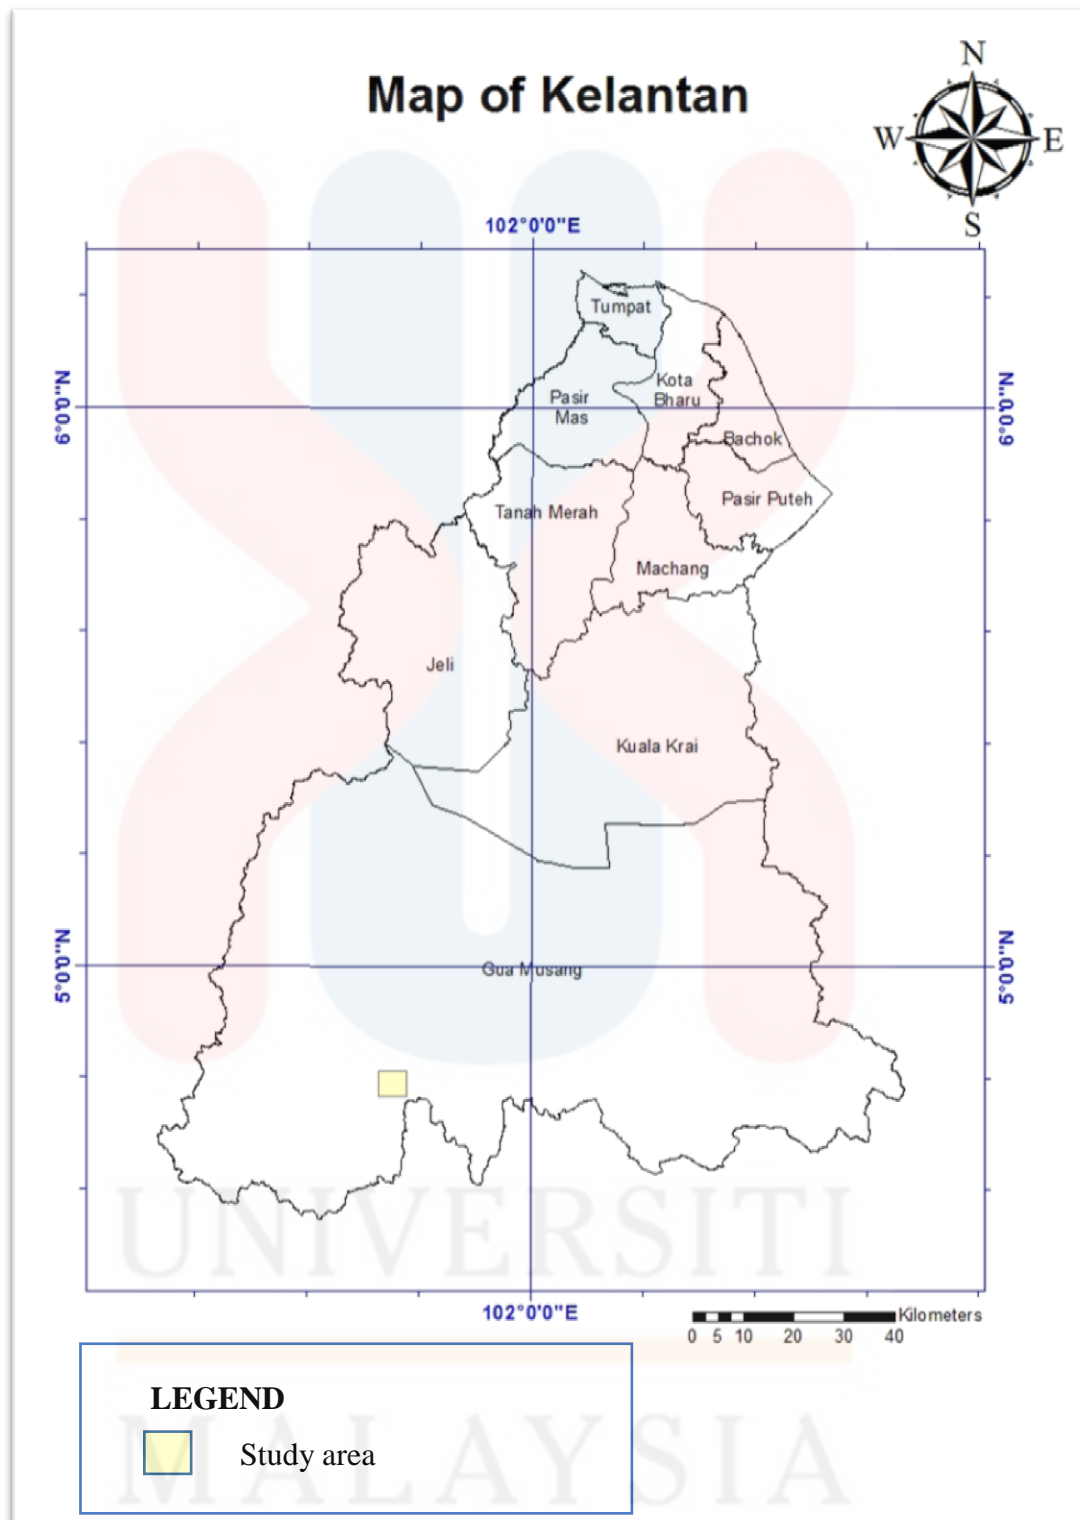 N
Map of Kelantan
W E
S
102°0'0"E
Tumpat
Kota
Bharu
Pasir
Mas
6°0'0"N 6°0'0"N
Bachok
Pasir Puteh
Tanah Merah
Machang
Jeli
Kuala Krai
5°0'0"N 5°0'0"N
Gua Musang
UNIVERSITI
102°0'0"E
Kilometers
0 5 10 20 30 40
LEGEND
Study area
MALAYSIA